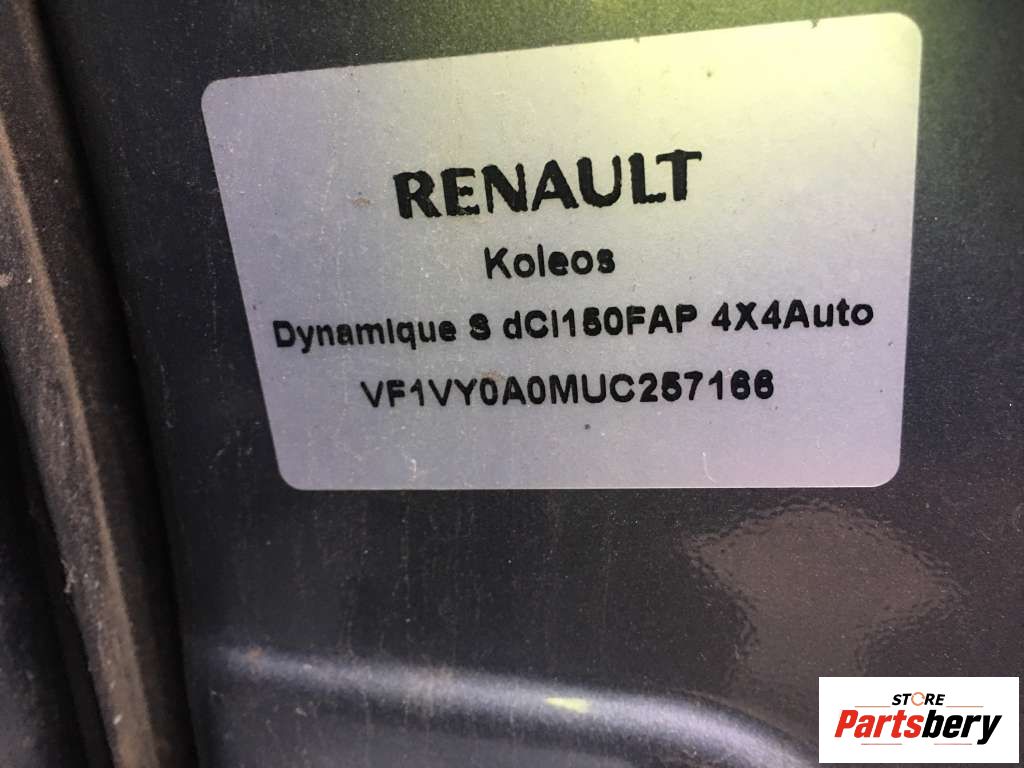 RENAULT
Koleos
Dynamique S dCi150FAP 4X4Auto
VF1VY0A0MUC257166
STORE
Partsbery